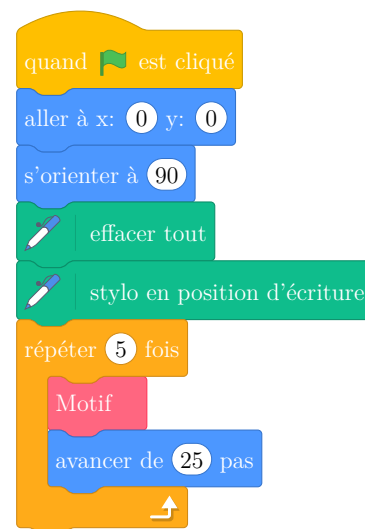 quand est cliqué
aller à x: 0 y: 0
s'orienter à 90
effacer tout
stylo en position d'écriture
répéter 5 fois
Motif
avancer de 25 pas